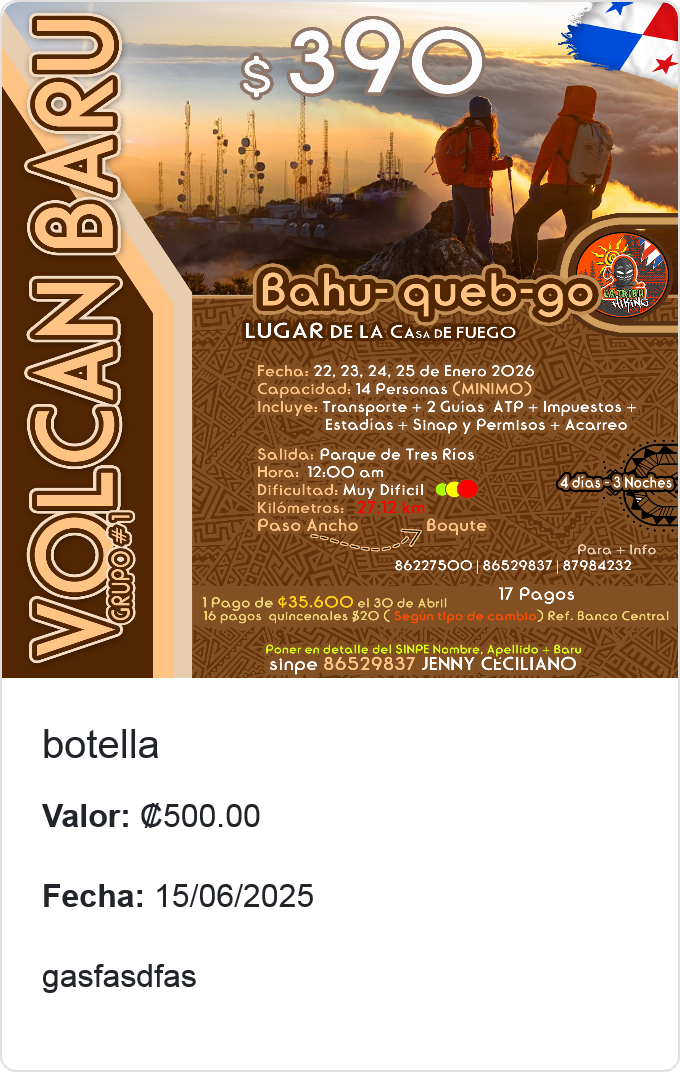 $ 390
VOLCAN BARU
GRUPO # 1
LA TRIBU
HIKING
Bahu- queb-go
LUGAR DE LA CASA DE FUEGO
Fecha: 22, 23, 24, 25 de Enero 2026
Capacidad: 14 Personas (MINIMO)
Incluye: Transporte + 2 Guías ATP + Impuestos +
Estadías + Sinap y Permisos + Acarreo
Salida: Parque de Tres Ríos
Hora: 12:00 am
Dificultad: Muy Difícil
4 días - 3 Noches
Kilómetros: 27.12 km
Paso Ancho Boqute
Para + Info
86227500 | 86529837 | 87984232
17 Pagos
1 Pago de ₡35.600 el 30 de Abril
16 pagos quincenales $20 ( Según tipo de cambio) Ref. Banco Central
Poner en detalle del SINPE Nombre, Apellido + Baru
sinpe 86529837 JENNY CECILIANO
botella
Valor: ₡500.00
Fecha: 15/06/2025
gasfasdfas